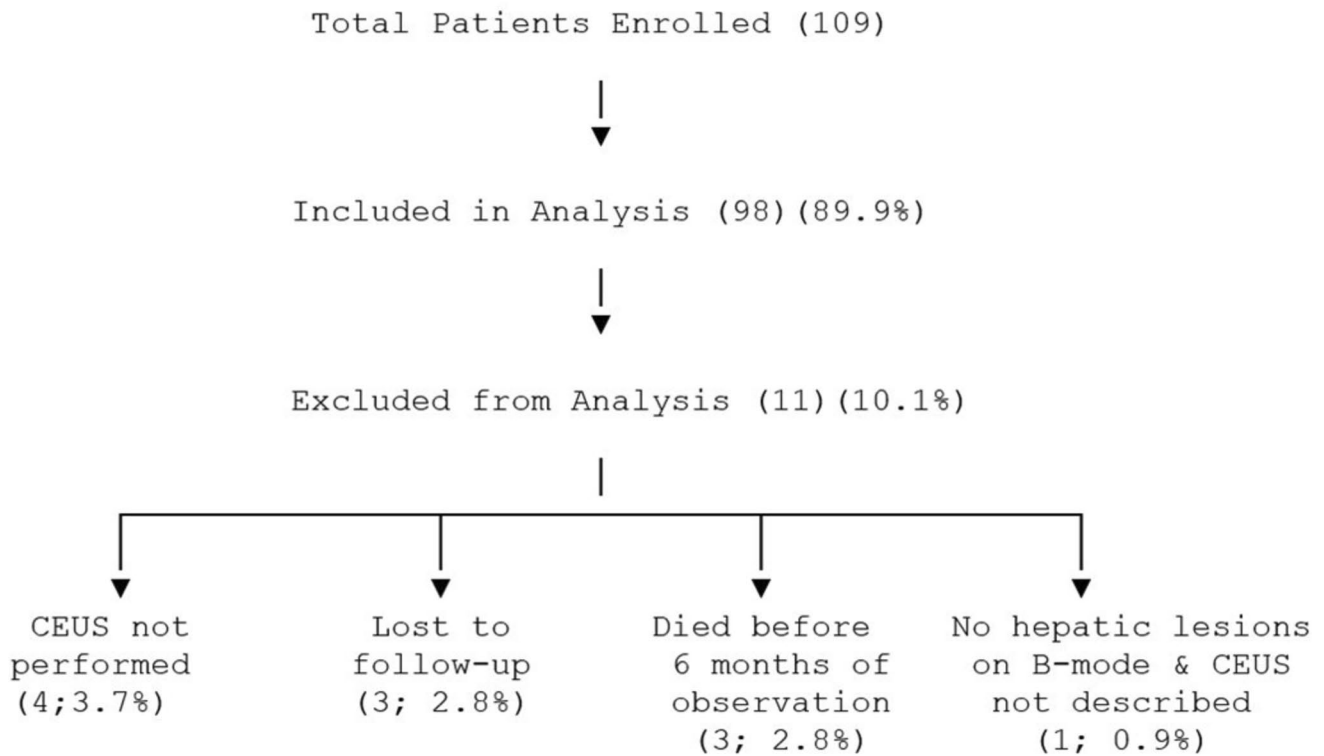 Total Patients Enrolled (109)
Included in Analysis (98)(89.9%)
Excluded from Analysis (11)(10.1%)
CEUS not
performed
(4;3.7%)
Lost to
follow-up
(3; 2.8%)
Died before
6 months of
observation
(3; 2.8%)
No hepatic lesions
on B-mode & CEUS
not described
(1; 0.9%)